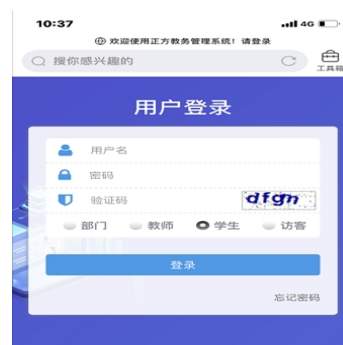 10:37 4G
欢迎使用正方教务管理系统！请登录
搜你感兴趣的
工具箱
用户登录
用户名
密码
验证码 dfgn
部门 教师 学生 访客
登录
忘记密码